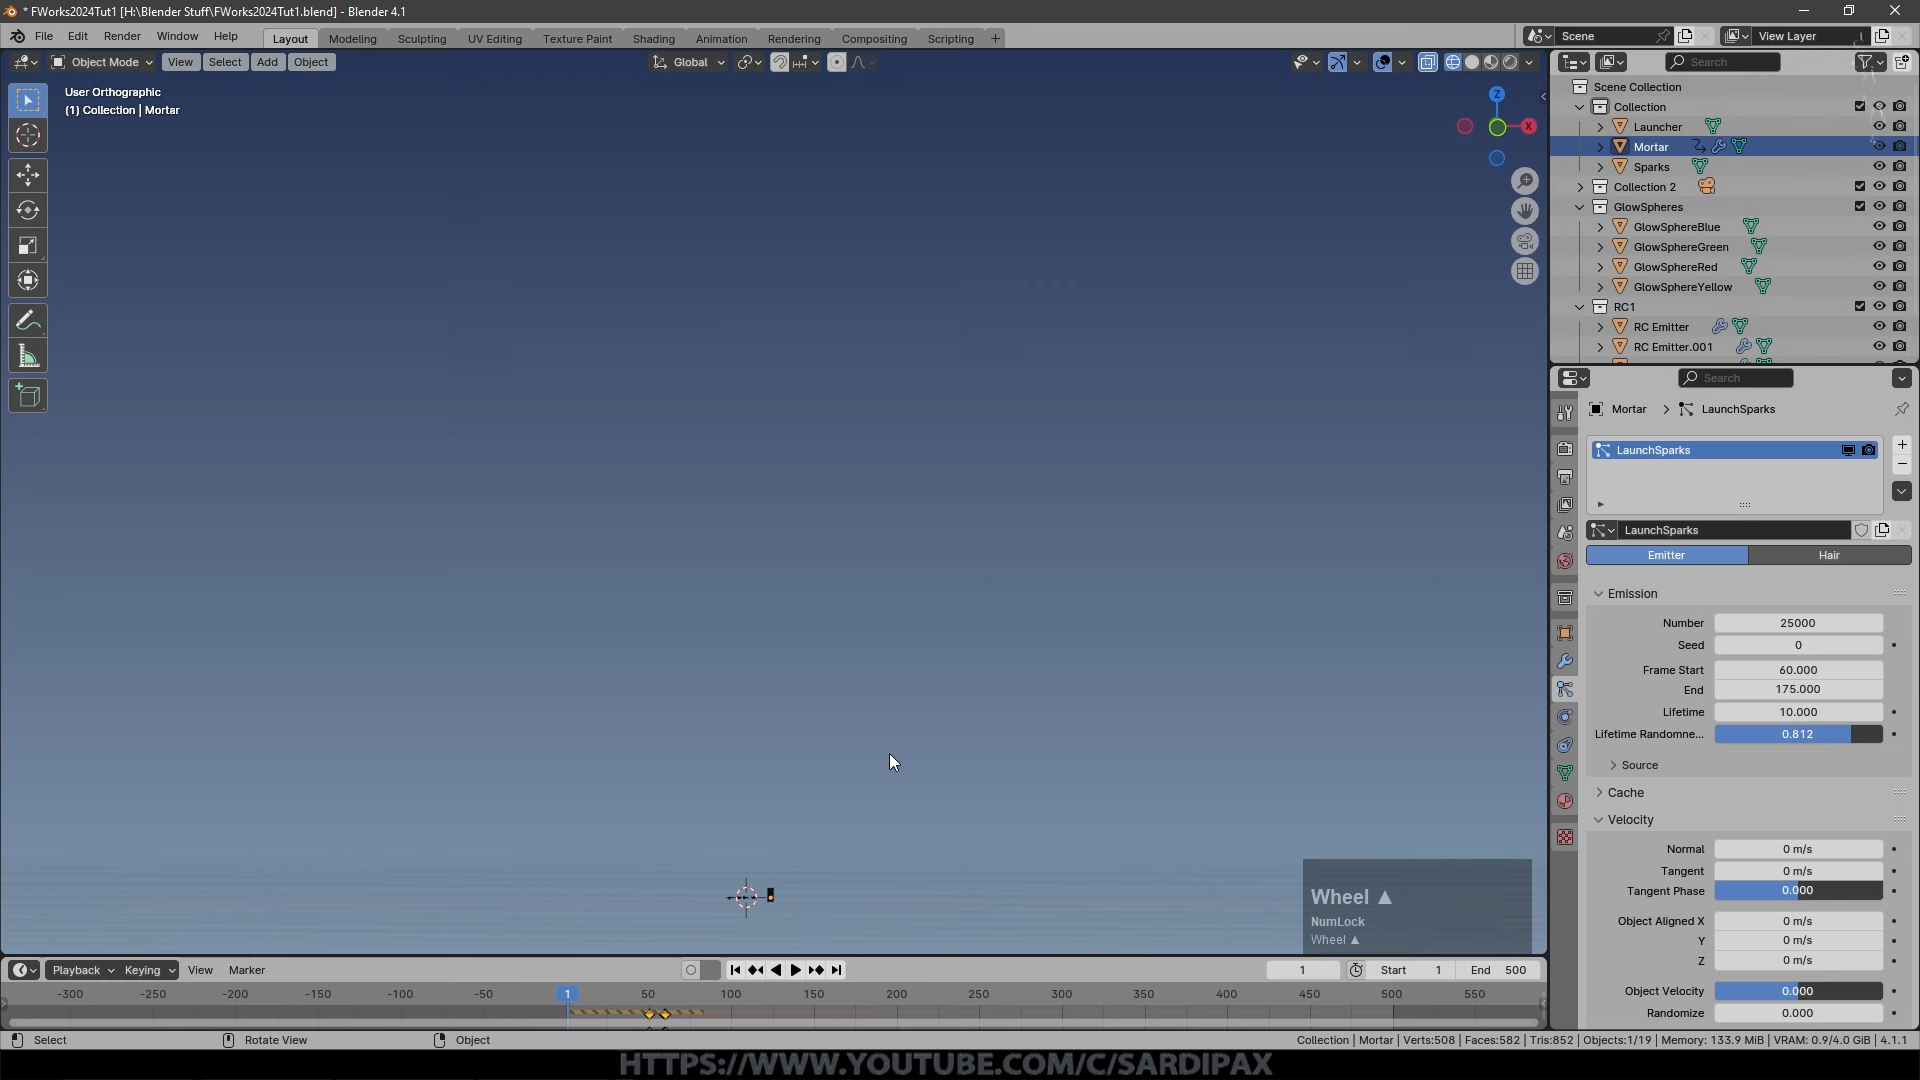 * FWorks2024Tut1 [H:\Blender Stuff\FWorks2024Tut1.blend] - Blender 4.1
File Edit Render Window Help Layout Modeling Sculpting UV Editing Texture Paint Shading Animation Rendering Compositing Scripting + Scene View Layer
Object Mode View Select Add Object Global Search
User Orthographic
(1) Collection | Mortar
Z
X
Scene Collection
Collection
Launcher
Mortar
Sparks
Collection 2
GlowSpheres
GlowSphereBlue
GlowSphereGreen
GlowSphereRed
GlowSphereYellow
RC1
RC Emitter
RC Emitter.001
Search
Mortar > LaunchSparks
LaunchSparks
LaunchSparks
Emitter Hair
Emission
Number 25000
Seed 0
Frame Start 60.000
End 175.000
Lifetime 10.000
Lifetime Randomne... 0.812
Source
Cache
Velocity
Normal 0 m/s
Tangent 0 m/s
Tangent Phase 0.000
Object Aligned X 0 m/s
Y 0 m/s
Z 0 m/s
Object Velocity 0.000
Randomize 0.000
Wheel ▲
NumLock
Wheel ▲
Playback Keying View Marker 1 Start 1 End 500
-300 -250 -200 -150 -100 -50 1 50 100 150 200 250 300 350 400 450 500 550
Select Rotate View Object Collection | Mortar | Verts:508 | Faces:582 | Tris:852 | Objects:1/19 | Memory: 133.9 MiB | VRAM: 0.9/4.0 GiB | 4.1.1
HTTPS://WWW.YOUTUBE.COM/C/SARDIPAX